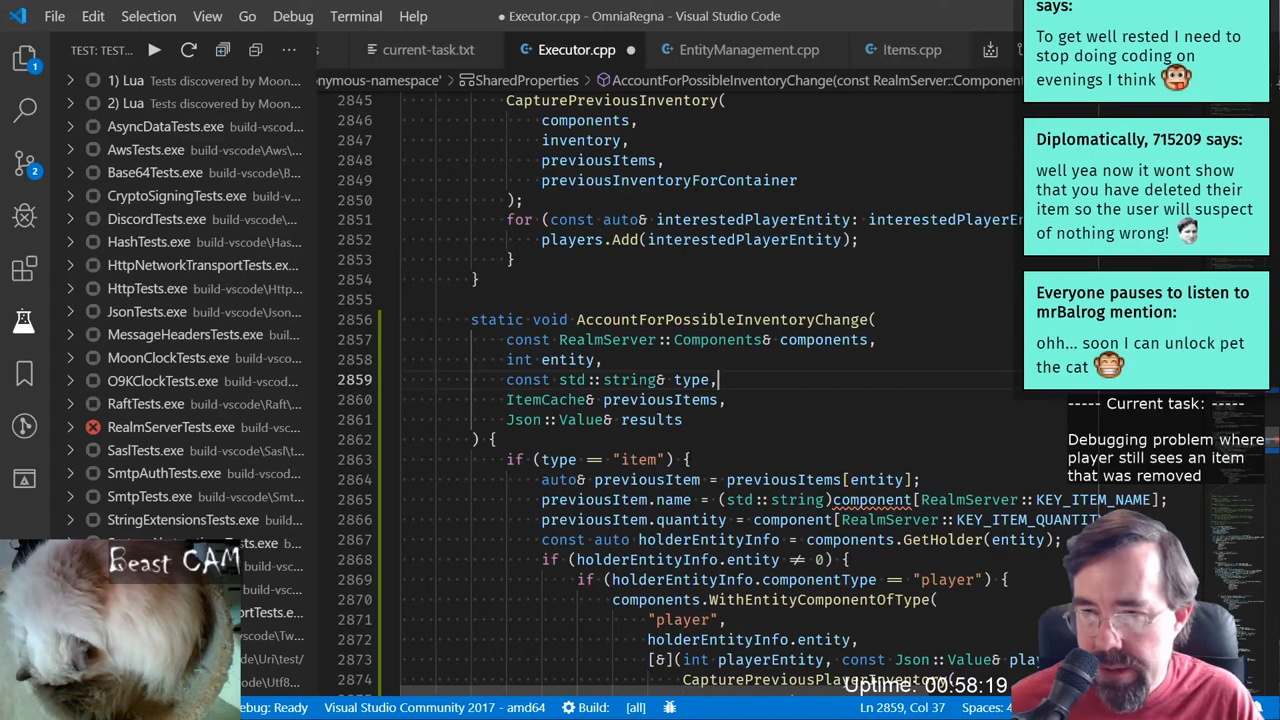 File Edit Selection View Go Debug Terminal Help ● Executor.cpp - OmniaRegna - Visual Studio Code
TEST: TEST...
current-task.txt Executor.cpp EntityManagement.cpp Items.cpp
nymous-namespace' SharedProperties AccountForPossibleInventoryChange(const RealmServer::Component
1
2
1) Lua Tests discovered by Moon...
2) Lua Tests discovered by Moon...
AsyncDataTests.exe build-vscode...
AwsTests.exe build-vscode/Aws\...
Base64Tests.exe build-vscode/B...
CryptoSigningTests.exe build-v...
DiscordTests.exe build-vscode/...
HashTests.exe build-vscode/Has...
HttpNetworkTransportTests.exe ...
HttpTests.exe build-vscode/Http...
JsonTests.exe build-vscode/Json...
MessageHeadersTests.exe build...
MoonClockTests.exe build-vsco...
O9KClockTests.exe build-vscod...
RaftTests.exe build-vscode/Raft...
RealmServerTests.exe build-vsc...
SaslTests.exe build-vscode/Sasl\t...
SmtpAuthTests.exe build-vscod...
SmtpTests.exe build-vscode/Smt...
StringExtensionsTests.exe build...
2845 CapturePreviousInventory(
2846 components,
2847 inventory,
2848 previousItems,
2849 previousInventoryForContainer
2850 );
2851 for (const auto& interestedPlayerEntity: interestedPlayerEn
2852 players.Add(interestedPlayerEntity);
2853 }
2854 }
2855
2856 static void AccountForPossibleInventoryChange(
2857 const RealmServer::Components& components,
2858 int entity,
2859 const std::string& type,
2860 ItemCache& previousItems,
2861 Json::Value& results
2862 ) {
2863 if (type == "item") {
2864 auto& previousItem = previousItems[entity];
2865 previousItem.name = (std::string)component[RealmServer::KEY_ITEM_NAME];
2866 previousItem.quantity = component[RealmServer::KEY_ITEM_QUANTIT
2867 const auto holderEntityInfo = components.GetHolder(entity);
2868 if (holderEntityInfo.entity ≠ 0) {
2869 if (holderEntityInfo.componentType == "player") {
2870 components.WithEntityComponentOfType(
2871 "player",
2872 holderEntityInfo.entity,
2873 [&](int playerEntity, const Json::Value& pl
2874 CapturePreviousPlayerInventory(
says:
To get well rested I need to
stop doing coding on
evenings I think
Diplomatically, 715209 says:
well yea now it wont show
that you have deleted their
item so the user will suspect
of nothing wrong!
Everyone pauses to listen to
mrBalrog mention:
ohh... soon I can unlock pet
the cat
----- Current task: -----
Debugging problem where
player still sees an item
that was removed
Beast CAM
Uptime: 00:58:19
ebug: Ready Visual Studio Community 2017 - amd64 Build: [all] Ln 2859, Col 37 Spaces: 4